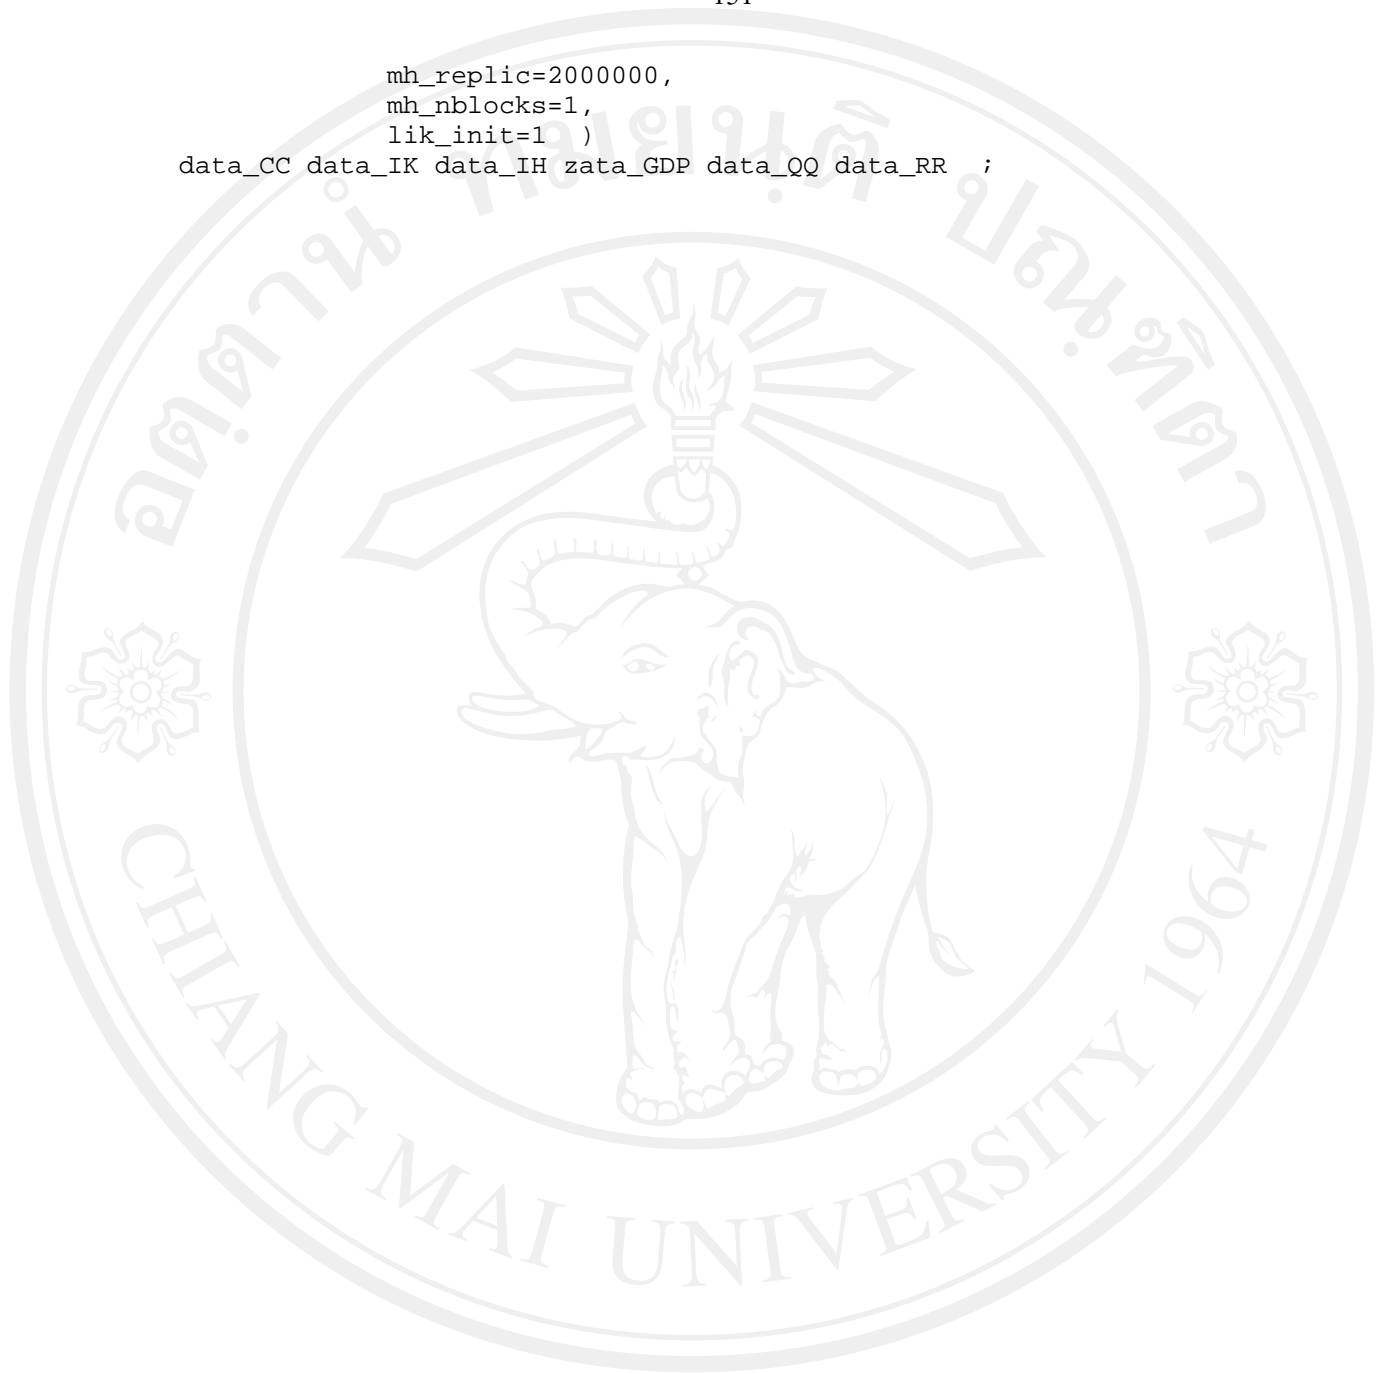 mh_replic=2000000,
mh_nblocks=1,
lik_init=1 )
data_CC data_IK data_IH zata_GDP data_QQ data_RR ;
CHIANG MAI UNIVERSITY 1964